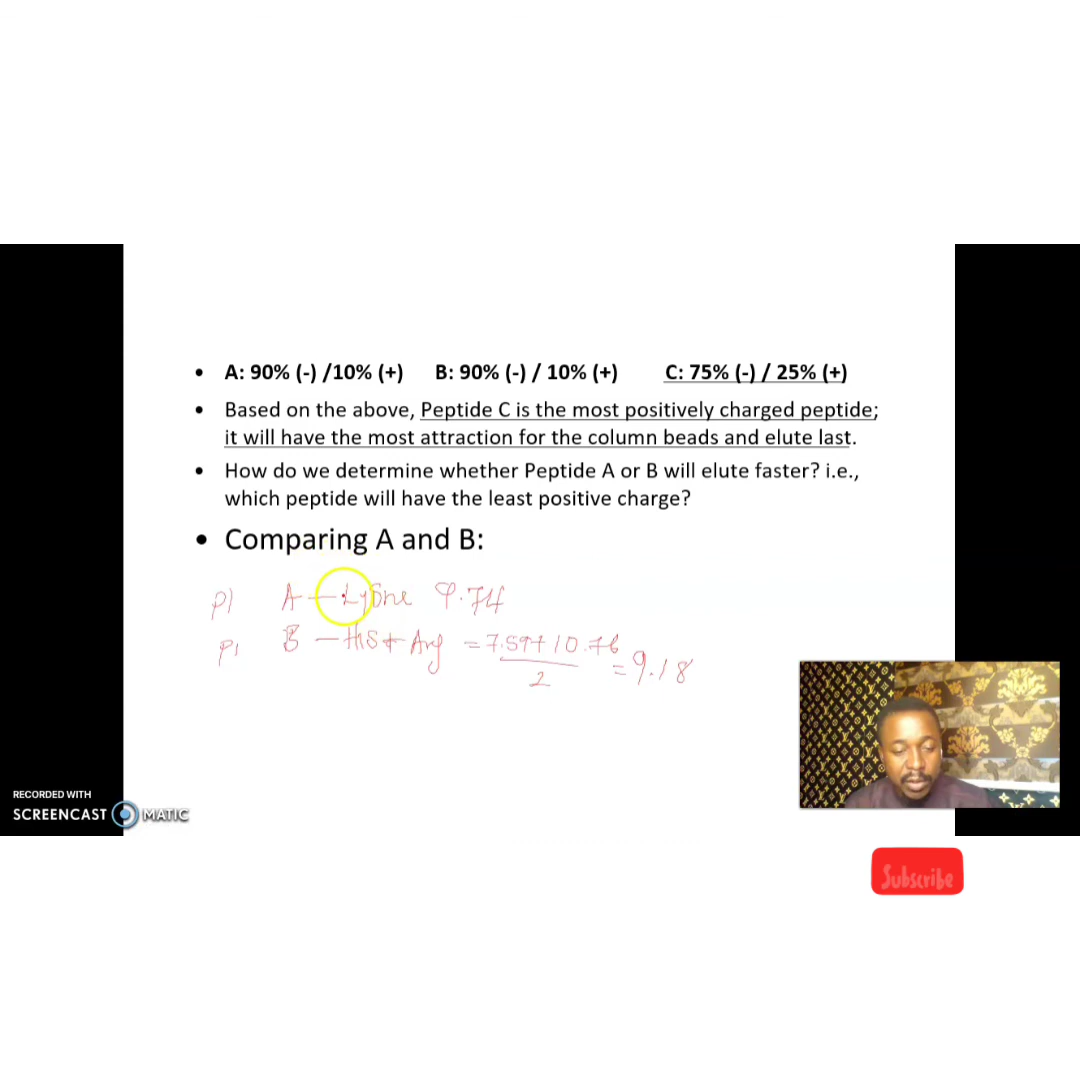 • A: 90% (-) /10% (+) B: 90% (-) / 10% (+) C: 75% (-) / 25% (+)
• Based on the above, Peptide C is the most positively charged peptide;
it will have the most attraction for the column beads and elute last.
• How do we determine whether Peptide A or B will elute faster? i.e.,
which peptide will have the least positive charge?
• Comparing A and B:
PI A – Lysine 9.74
PI B – His + Arg = 7.59 + 10.76
2
= 9.18
RECORDED WITH
SCREENCAST MATIC
Subscribe